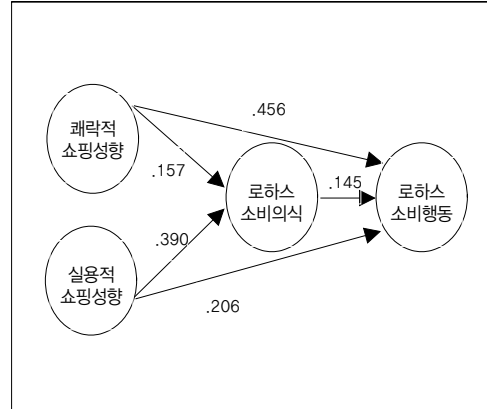 .456
쾌락적
쇼핑성향
.157
로하스
소비의식
.145
로하스
소비행동
.390
실용적
쇼핑성향
.206